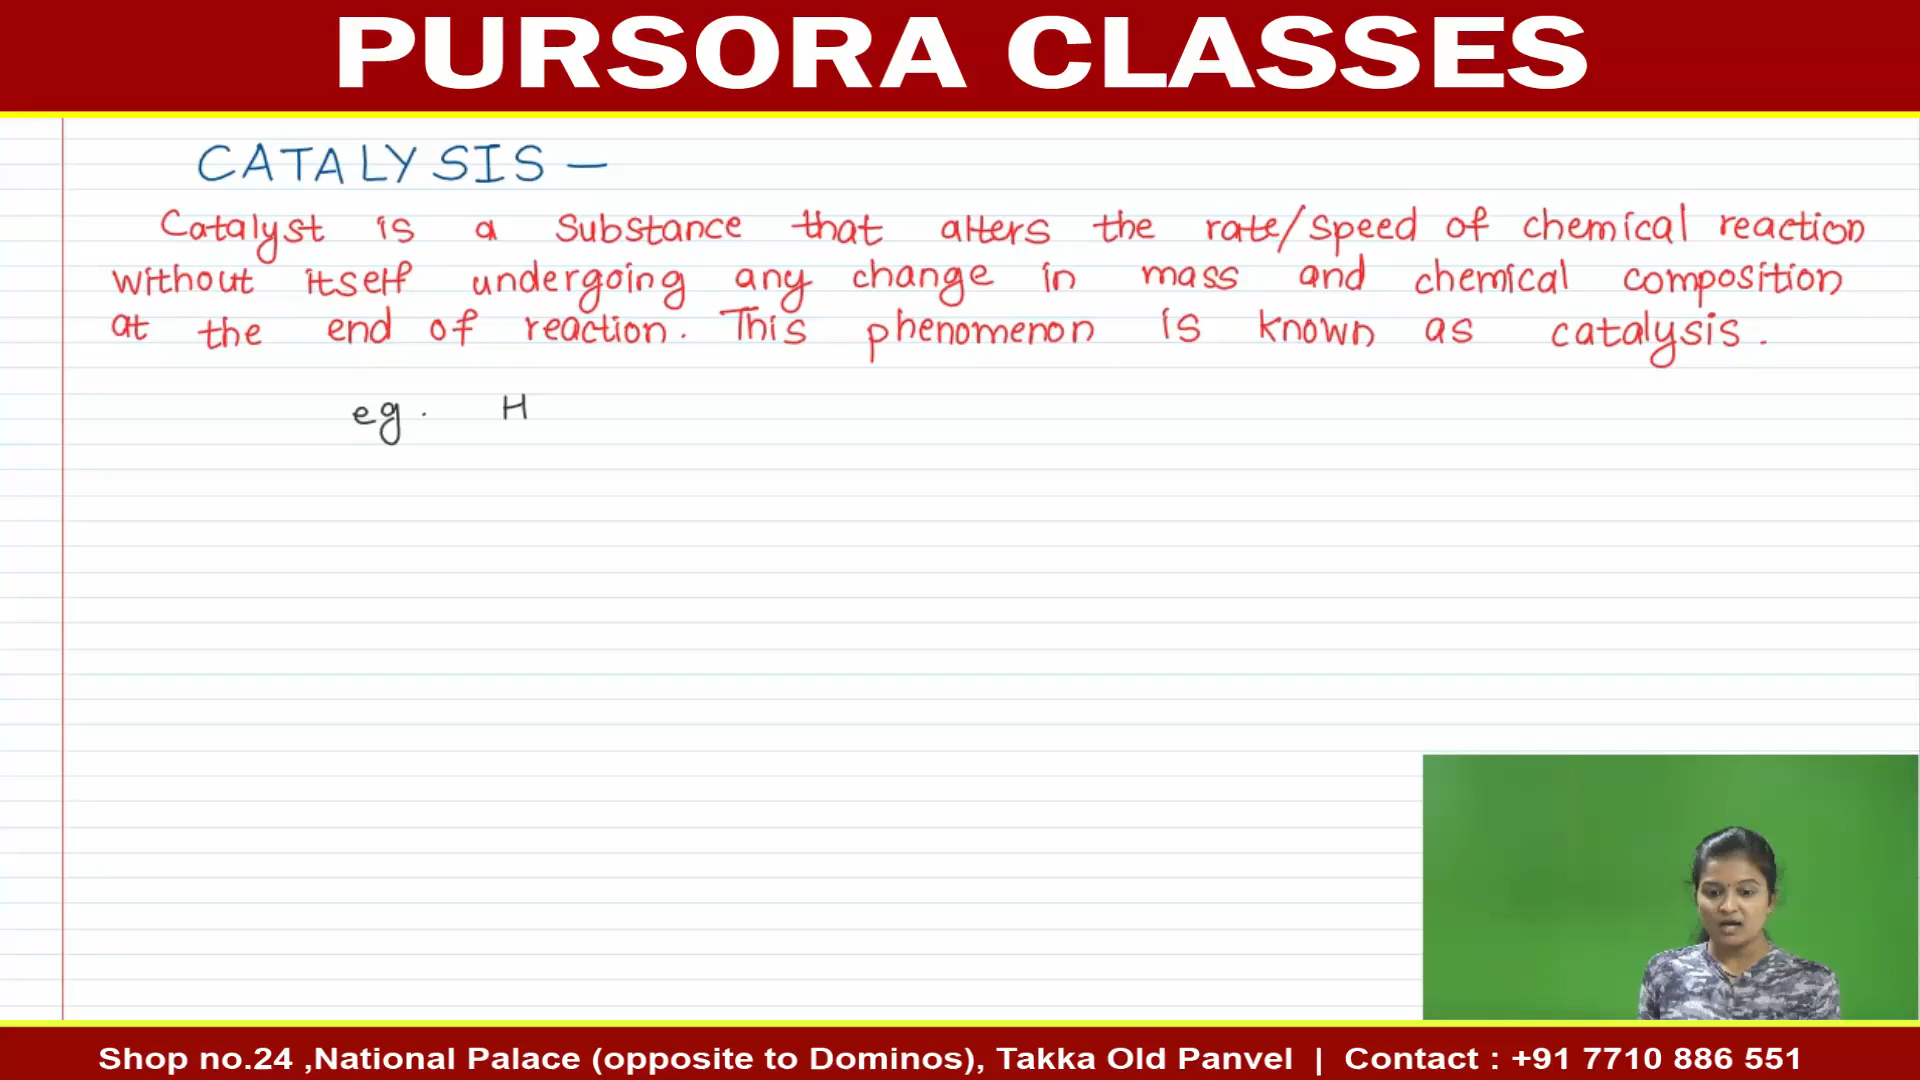 PURSORA CLASSES
CATALYSIS –
Catalyst is a substance that alters the rate/speed of chemical reaction
without itself undergoing any change in mass and chemical composition
at the end of reaction. This phenomenon is known as catalysis.
eg. H
Shop no.24 ,National Palace (opposite to Dominos), Takka Old Panvel | Contact : +91 7710 886 551